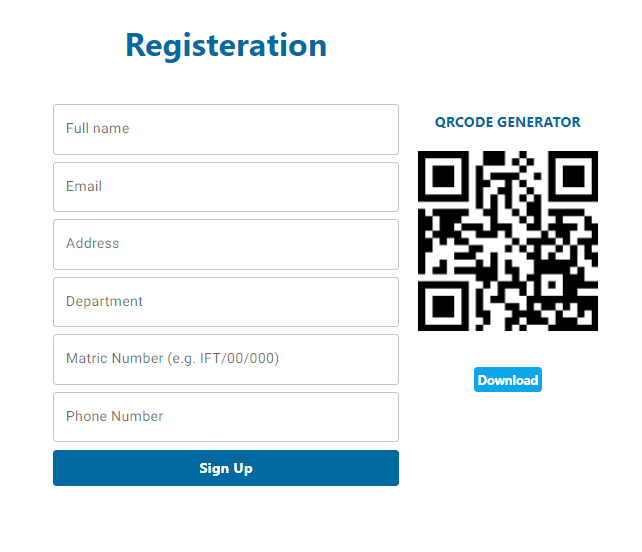 Registeration
Full name
Email
Address
Department
Matric Number (e.g. IFT/00/000)
Phone Number
Sign Up
QRCODE GENERATOR
Download